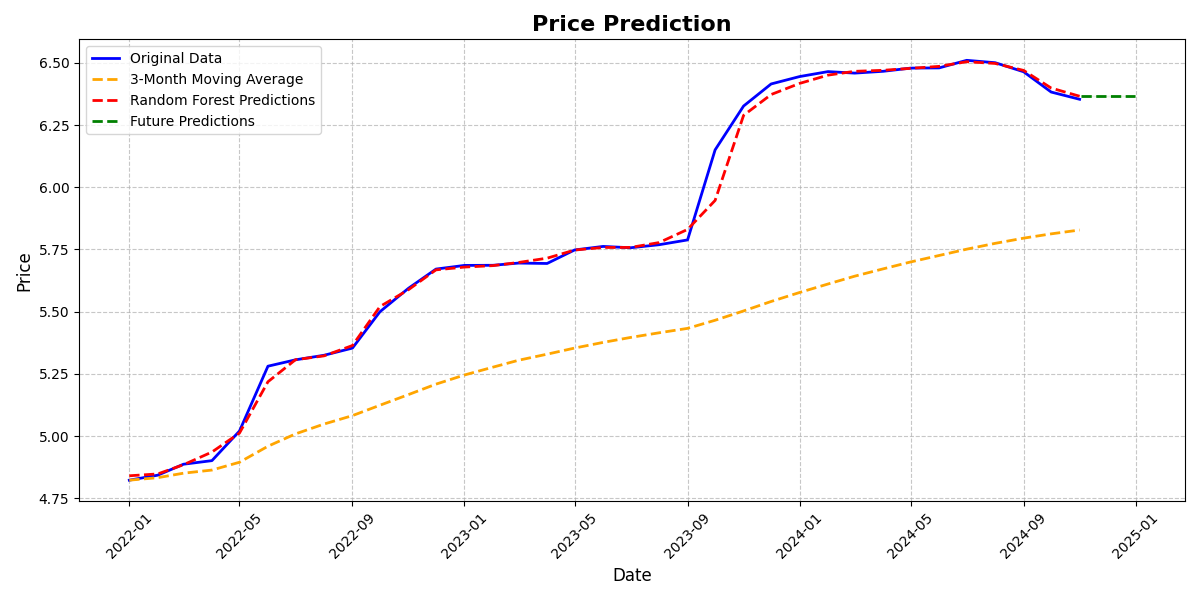 Price Prediction
Original Data
3-Month Moving Average
Random Forest Predictions
Future Predictions
Price
6.50
6.25
6.00
5.75
5.50
5.25
5.00
4.75
2022-01
2022-05
2022-09
2023-01
2023-05
2023-09
2024-01
2024-05
2024-09
2025-01
Date